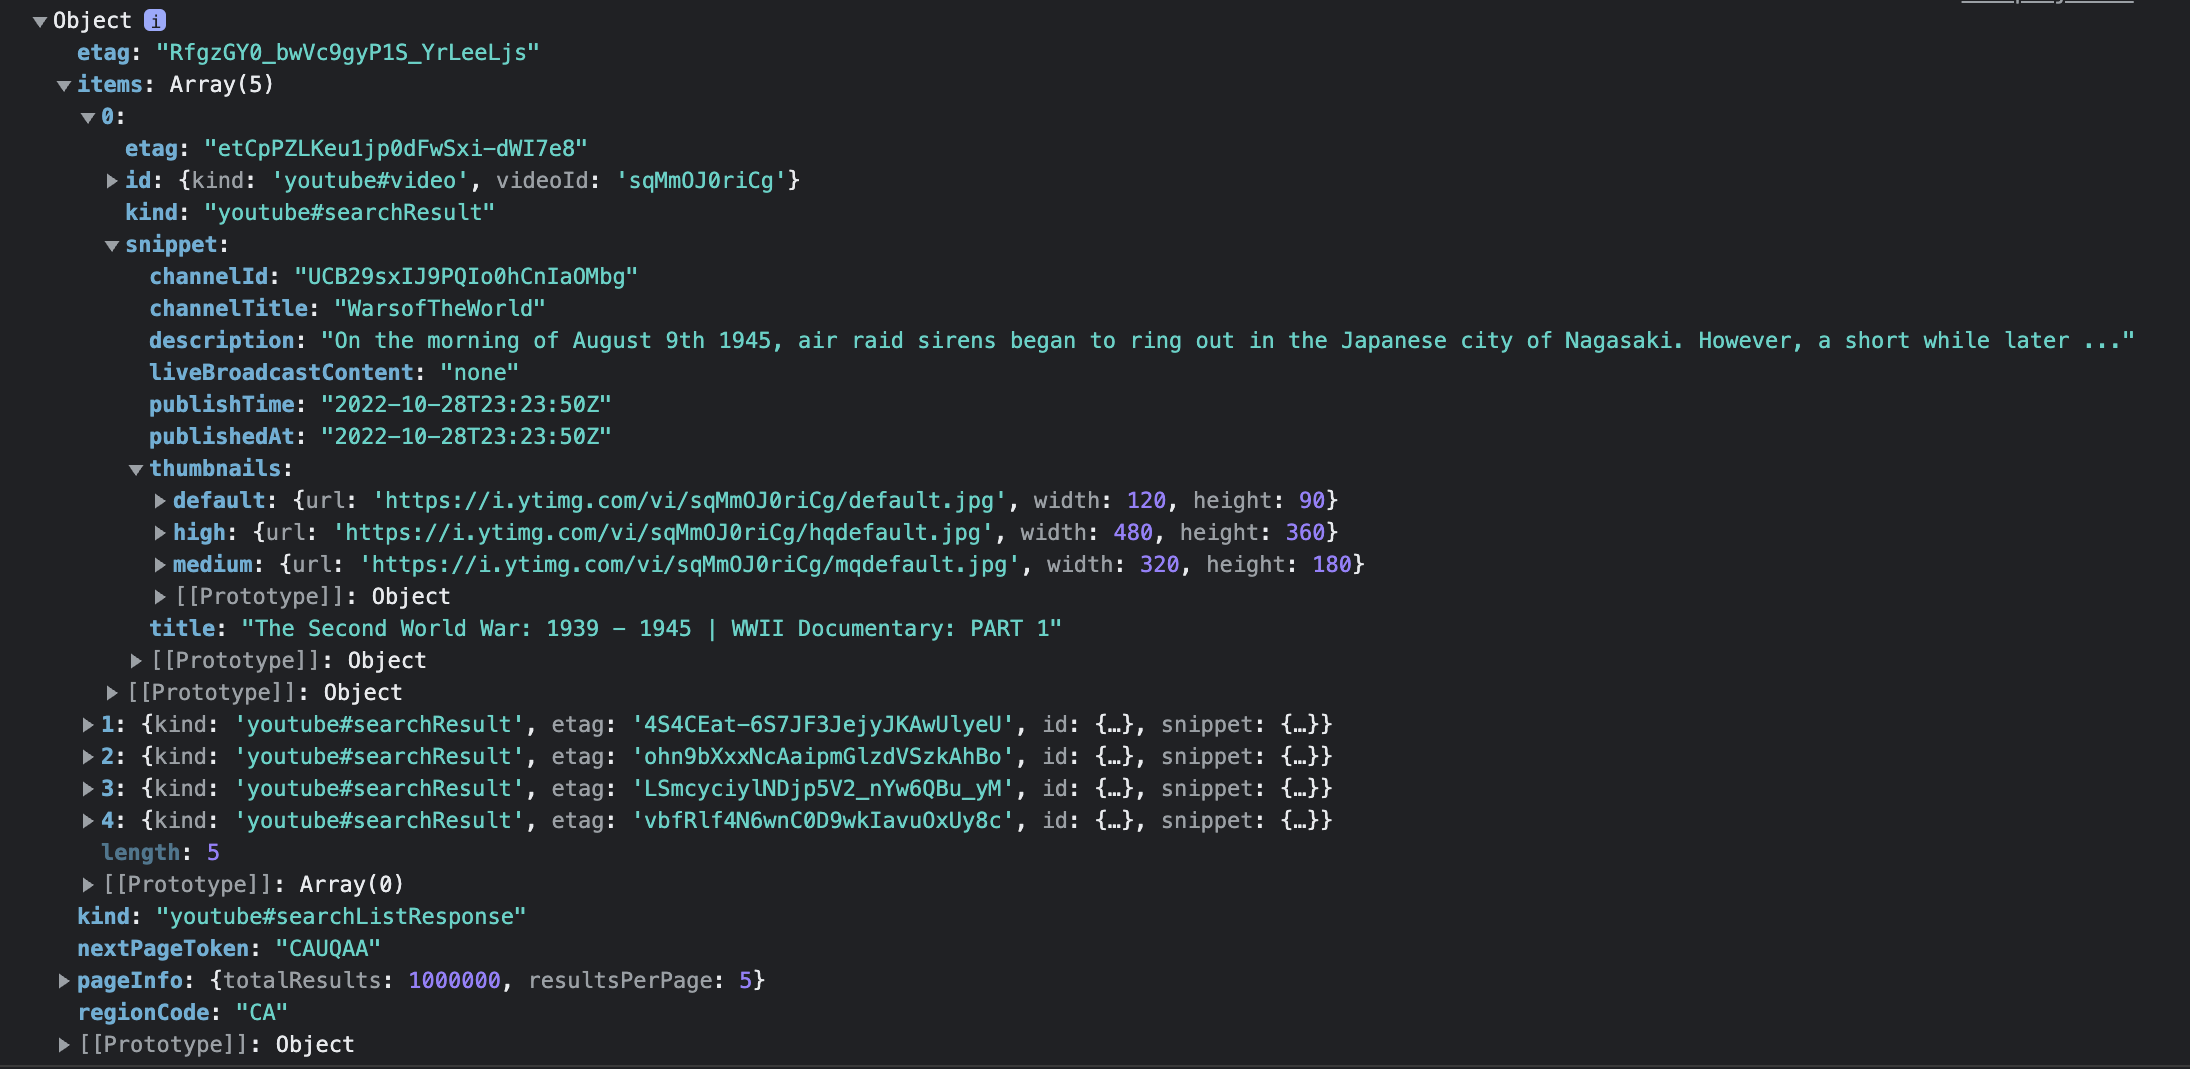 Object i
etag: "RfgzGY0_bwVc9gyP1S_YrLeeLjs"
items: Array(5)
0:
etag: "etCpPZLKeu1jp0dFwSxi-dWI7e8"
id: {kind: 'youtube#video', videoId: 'sqMmOJ0riCg'}
kind: "youtube#searchResult"
snippet:
channelId: "UCB29sxIJ9PQIo0hCnIaOMbg"
channelTitle: "WarsofTheWorld"
description: "On the morning of August 9th 1945, air raid sirens began to ring out in the Japanese city of Nagasaki. However, a short while later ..."
liveBroadcastContent: "none"
publishTime: "2022-10-28T23:23:50Z"
publishedAt: "2022-10-28T23:23:50Z"
thumbnails:
default: {url: 'https://i.ytimg.com/vi/sqMmOJ0riCg/default.jpg', width: 120, height: 90}
high: {url: 'https://i.ytimg.com/vi/sqMmOJ0riCg/hqdefault.jpg', width: 480, height: 360}
medium: {url: 'https://i.ytimg.com/vi/sqMmOJ0riCg/mqdefault.jpg', width: 320, height: 180}
[[Prototype]]: Object
title: "The Second World War: 1939 - 1945 | WWII Documentary: PART 1"
[[Prototype]]: Object
[[Prototype]]: Object
1: {kind: 'youtube#searchResult', etag: '4S4CEat-6S7JF3JejyJKAwUlyeU', id: {…}, snippet: {…}}
2: {kind: 'youtube#searchResult', etag: 'ohn9bXxxNcAaipmGlzdVSzkAhBo', id: {…}, snippet: {…}}
3: {kind: 'youtube#searchResult', etag: 'LSmcyciylNDjp5V2_nYw6QBu_yM', id: {…}, snippet: {…}}
4: {kind: 'youtube#searchResult', etag: 'vbfRlf4N6wnC0D9wkIavuOxUy8c', id: {…}, snippet: {…}}
length: 5
[[Prototype]]: Array(0)
kind: "youtube#searchListResponse"
nextPageToken: "CAUQAA"
pageInfo: {totalResults: 1000000, resultsPerPage: 5}
regionCode: "CA"
[[Prototype]]: Object